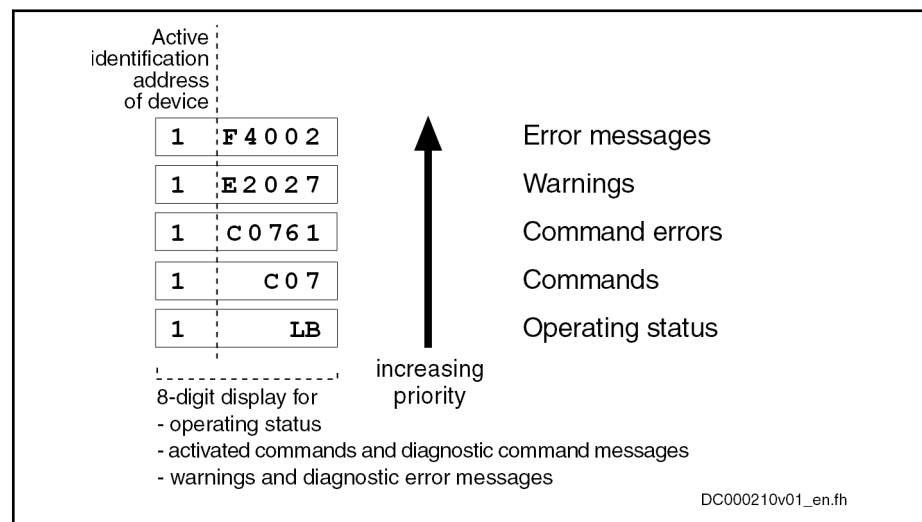 Active
identification
address
of device
1 F4002 Error messages
1 E2027 Warnings
1 C0761 Command errors
1 C07 Commands
1 LB Operating status
increasing
priority
8-digit display for
- operating status
- activated commands and diagnostic command messages
- warnings and diagnostic error messages
DC000210v01_en.fh